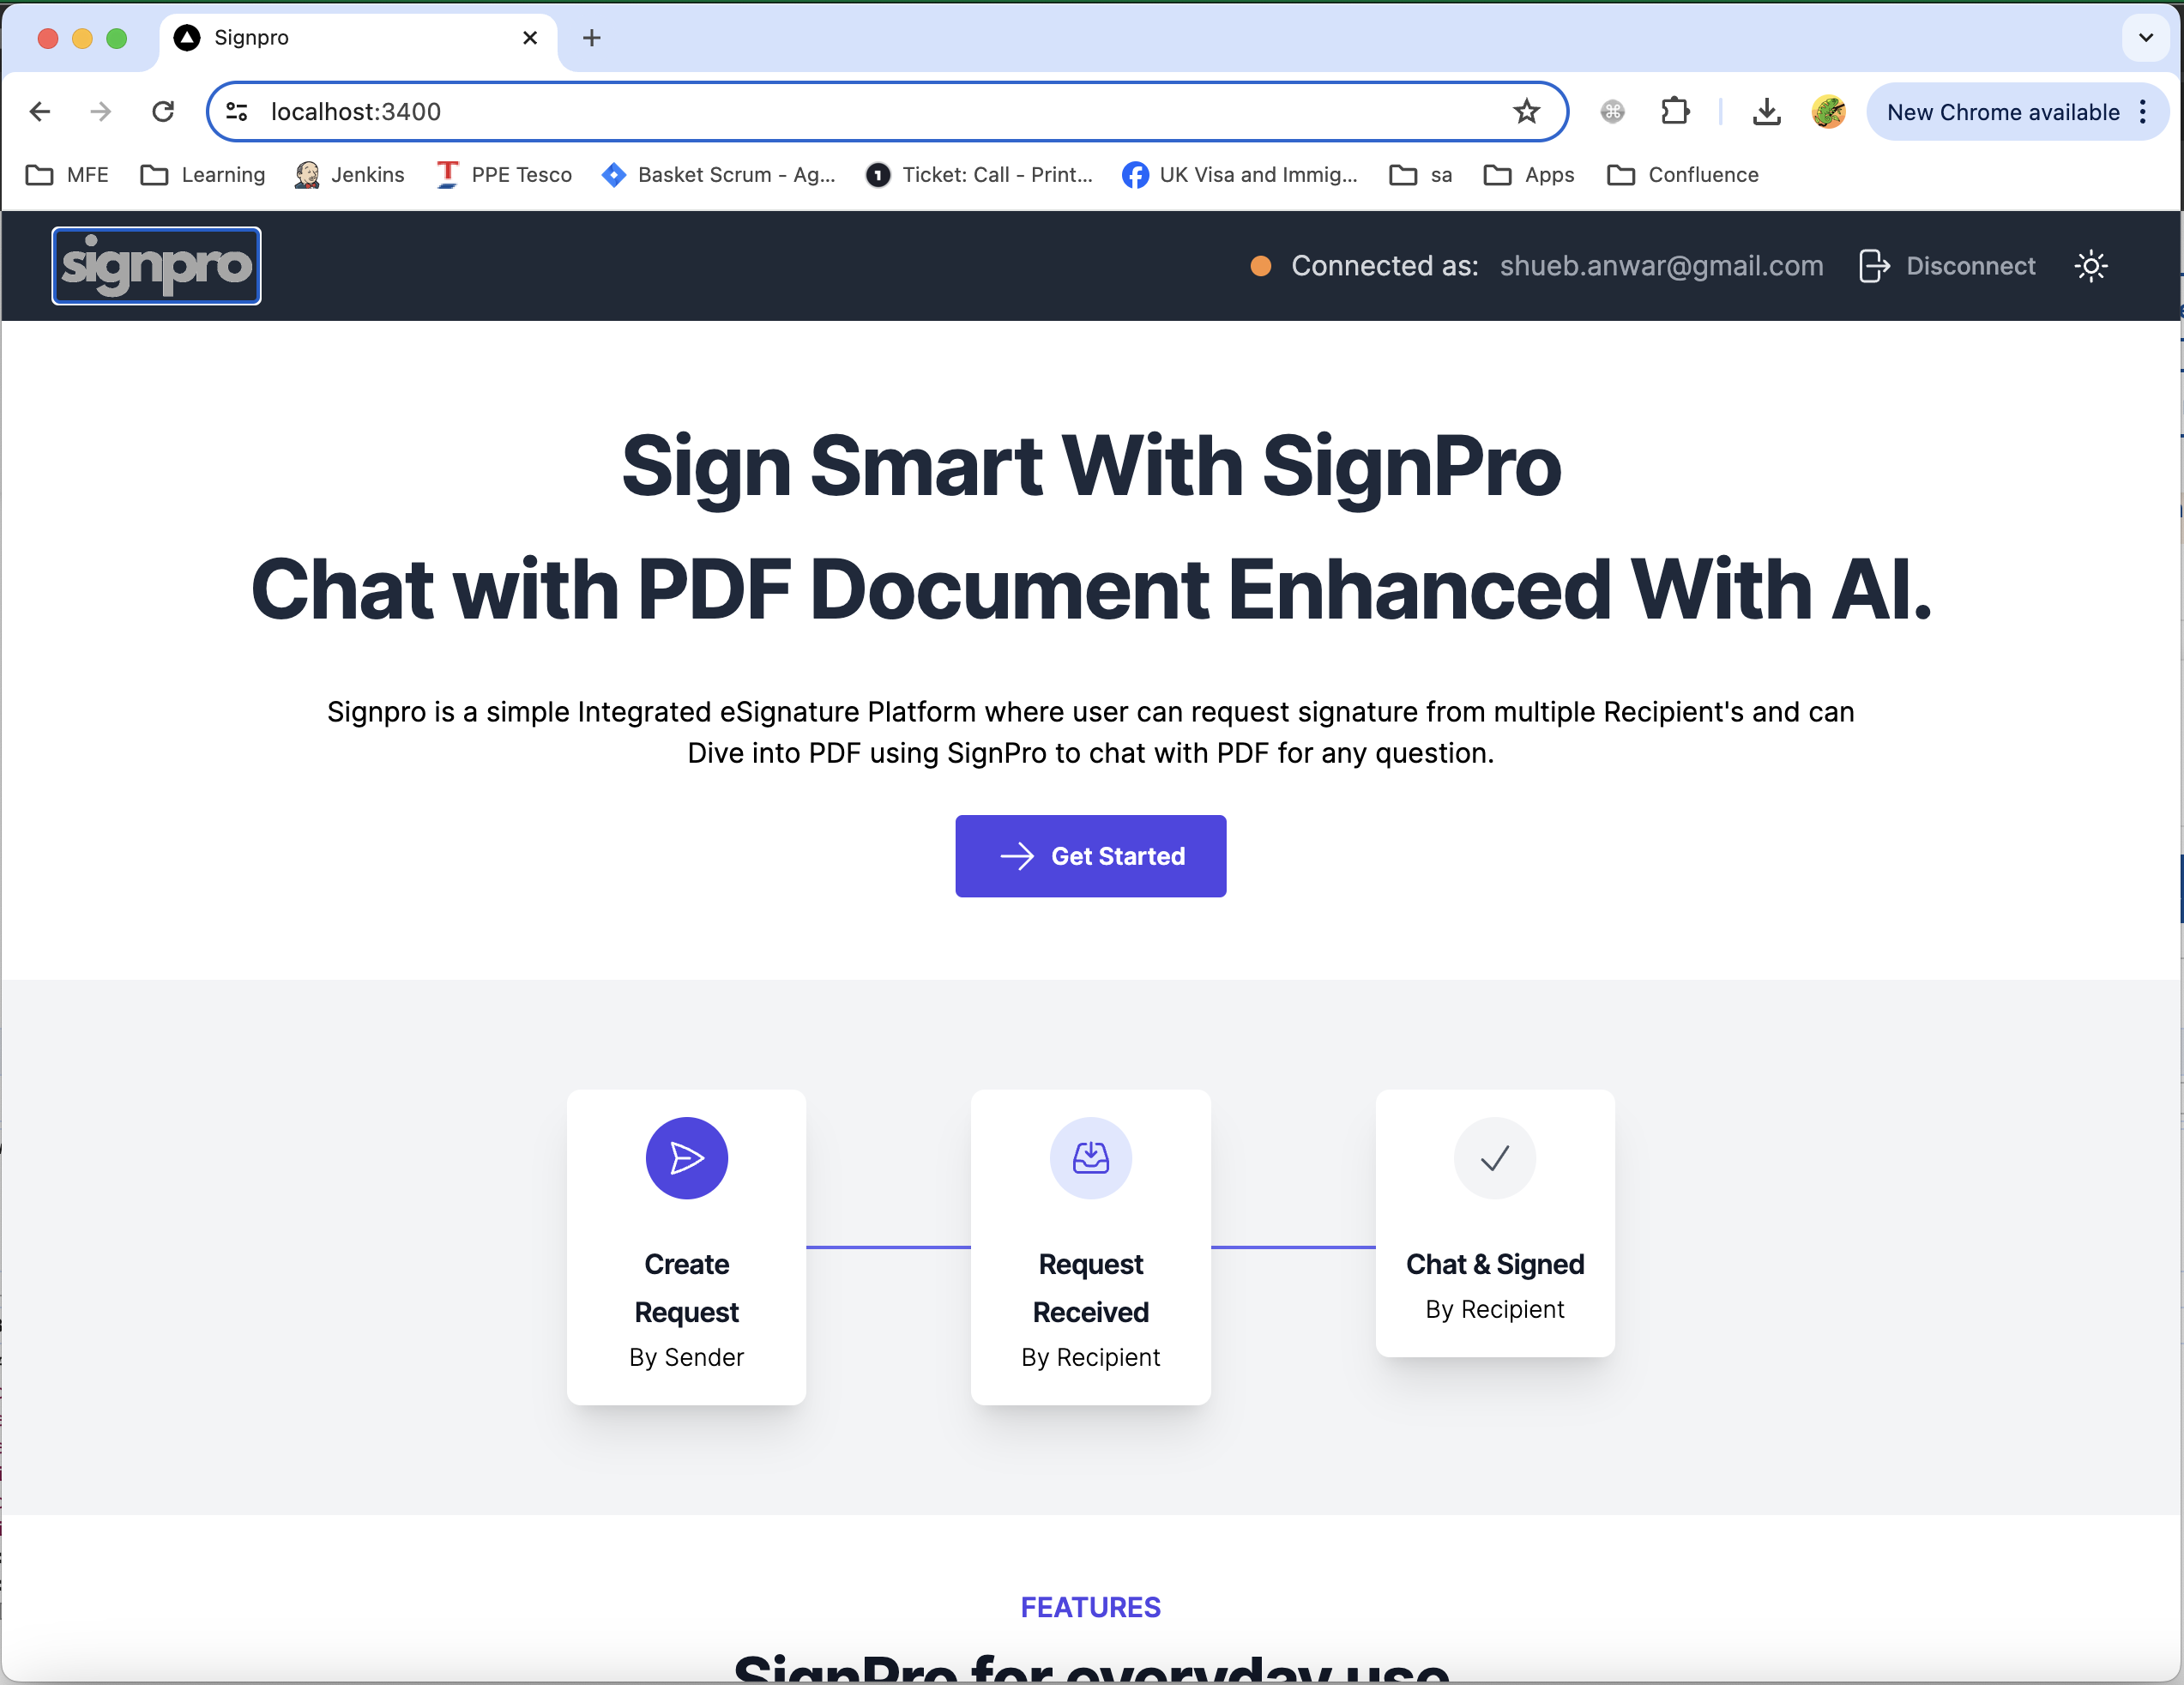 Signpro
localhost:3400
New Chrome available
MFE
Learning
Jenkins
PPE Tesco
Basket Scrum - Ag...
Ticket: Call - Print...
UK Visa and Immig...
sa
Apps
Confluence
signpro
Connected as: shueb.anwar@gmail.com
Disconnect
Sign Smart With SignPro
Chat with PDF Document Enhanced With AI.
Signpro is a simple Integrated eSignature Platform where user can request signature from multiple Recipient's and can
Dive into PDF using SignPro to chat with PDF for any question.
Get Started
Create
Request
By Sender
Request
Received
By Recipient
Chat & Signed
By Recipient
FEATURES
SignPro for everyday use